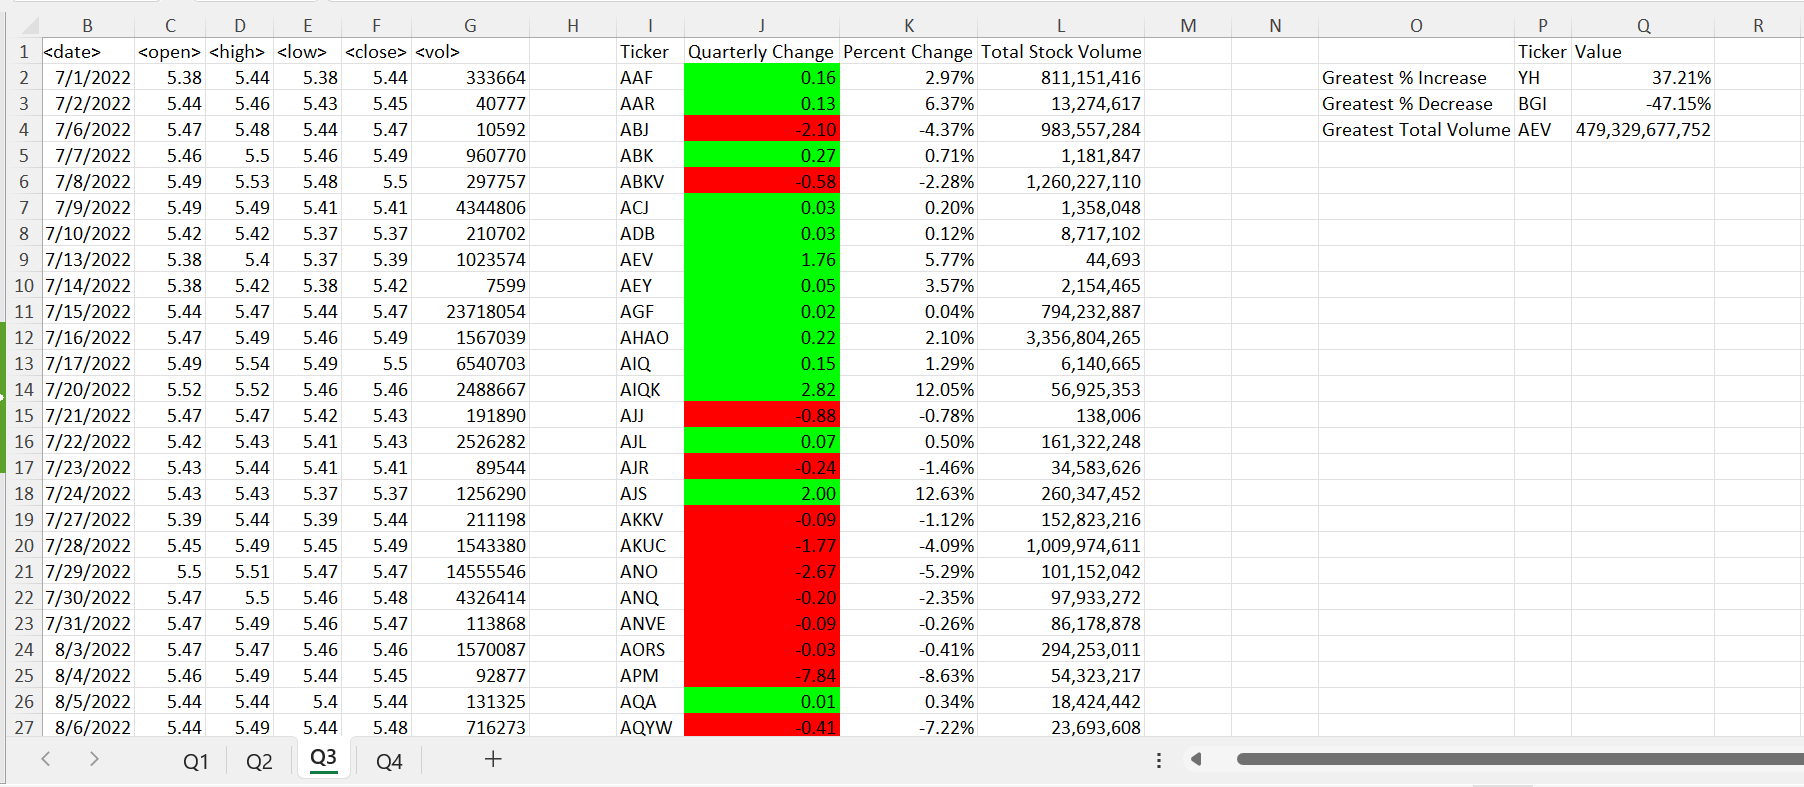 B C D E F G H I J K L M N O P Q R
1 <date> <open> <high> <low> <close> <vol> Ticker Quarterly Change Percent Change Total Stock Volume Ticker Value
2 7/1/2022 5.38 5.44 5.38 5.44 333664 AAF 0.16 2.97% 811,151,416 Greatest % Increase YH 37.21%
3 7/2/2022 5.44 5.46 5.43 5.45 40777 AAR 0.13 6.37% 13,274,617 Greatest % Decrease BGI -47.15%
4 7/6/2022 5.47 5.48 5.44 5.47 10592 ABJ -2.10 -4.37% 983,557,284 Greatest Total Volume AEV 479,329,677,752
5 7/7/2022 5.46 5.5 5.46 5.49 960770 ABK 0.27 0.71% 1,181,847
6 7/8/2022 5.49 5.53 5.48 5.5 297757 ABKV -0.58 -2.28% 1,260,227,110
7 7/9/2022 5.49 5.49 5.41 5.41 4344806 ACJ 0.03 0.20% 1,358,048
8 7/10/2022 5.42 5.42 5.37 5.37 210702 ADB 0.03 0.12% 8,717,102
9 7/13/2022 5.38 5.4 5.37 5.39 1023574 AEV 1.76 5.77% 44,693
10 7/14/2022 5.38 5.42 5.38 5.42 7599 AEY 0.05 3.57% 2,154,465
11 7/15/2022 5.44 5.47 5.44 5.47 23718054 AGF 0.02 0.04% 794,232,887
12 7/16/2022 5.47 5.49 5.46 5.49 1567039 AHAO 0.22 2.10% 3,356,804,265
13 7/17/2022 5.49 5.54 5.49 5.5 6540703 AIQ 0.15 1.29% 6,140,665
14 7/20/2022 5.52 5.52 5.46 5.46 2488667 AIQK 2.82 12.05% 56,925,353
15 7/21/2022 5.47 5.47 5.42 5.43 191890 AJJ -0.88 -0.78% 138,006
16 7/22/2022 5.42 5.43 5.41 5.43 2526282 AJL 0.07 0.50% 161,322,248
17 7/23/2022 5.43 5.44 5.41 5.41 89544 AJR -0.24 -1.46% 34,583,626
18 7/24/2022 5.43 5.43 5.37 5.37 1256290 AJS 2.00 12.63% 260,347,452
19 7/27/2022 5.39 5.44 5.39 5.44 211198 AKKV -0.09 -1.12% 152,823,216
20 7/28/2022 5.45 5.49 5.45 5.49 1543380 AKUC -1.77 -4.09% 1,009,974,611
21 7/29/2022 5.5 5.51 5.47 5.47 14555546 ANO -2.67 -5.29% 101,152,042
22 7/30/2022 5.47 5.5 5.46 5.48 4326414 ANQ -0.20 -2.35% 97,933,272
23 7/31/2022 5.47 5.49 5.46 5.47 113868 ANVE -0.09 -0.26% 86,178,878
24 8/3/2022 5.47 5.47 5.46 5.46 1570087 AORS -0.03 -0.41% 294,253,011
25 8/4/2022 5.46 5.49 5.44 5.45 92877 APM -7.84 -8.63% 54,323,217
26 8/5/2022 5.44 5.44 5.4 5.44 131325 AQA 0.01 0.34% 18,424,442
27 8/6/2022 5.44 5.49 5.44 5.48 716273 AQYW -0.41 -7.22% 23,693,608
Q1 Q2 Q3 Q4 +